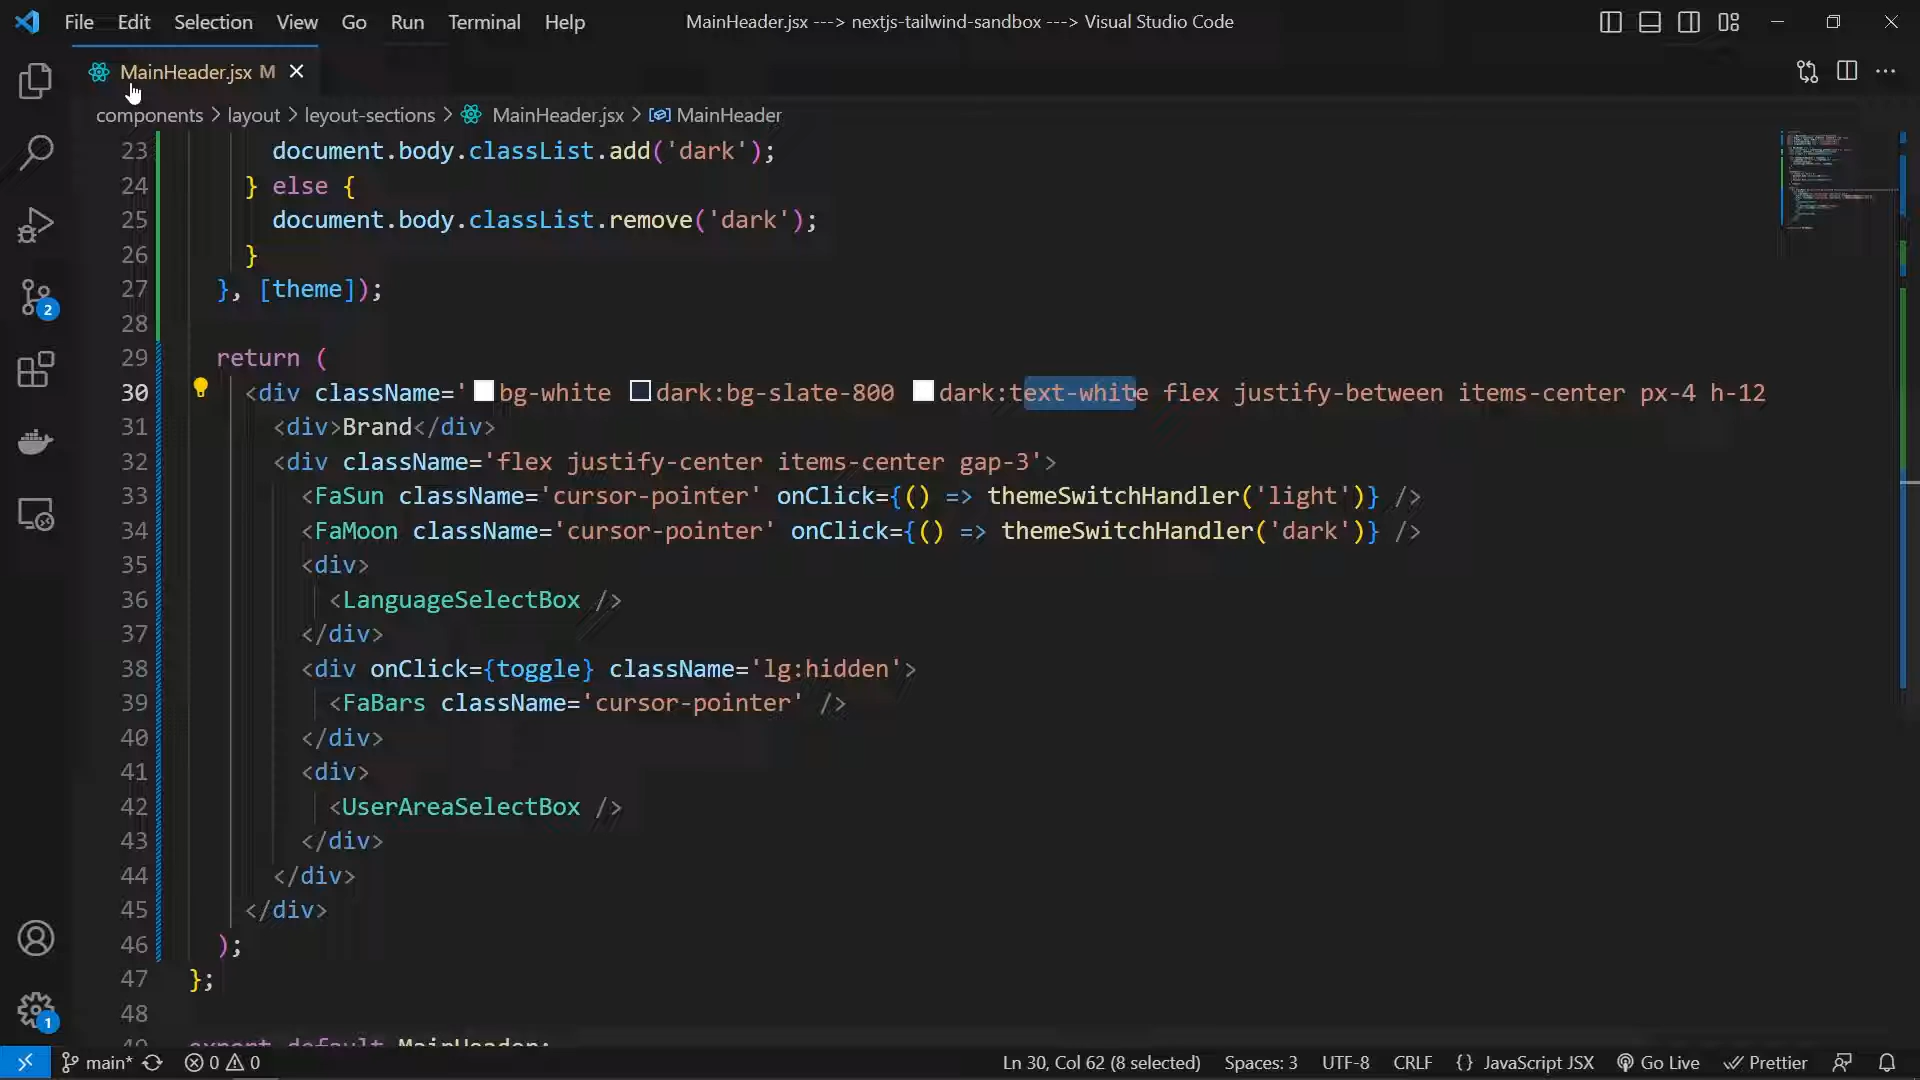 File Edit Selection View Go Run Terminal Help MainHeader.jsx ---> nextjs-tailwind-sandbox ---> Visual Studio Code
MainHeader.jsx M
components > layout > leyout-sections > MainHeader.jsx > MainHeader
23 document.body.classList.add('dark');
24 } else {
25 document.body.classList.remove('dark');
26 }
27 }, [theme]);
28
29 return (
30 <div className=' bg-white dark:bg-slate-800 dark:text-white flex justify-between items-center px-4 h-12
31 <div>Brand</div>
32 <div className='flex justify-center items-center gap-3'>
33 <FaSun className='cursor-pointer' onClick={() => themeSwitchHandler('light')} />
34 <FaMoon className='cursor-pointer' onClick={() => themeSwitchHandler('dark')} />
35 <div>
36 <LanguageSelectBox />
37 </div>
38 <div onClick={toggle} className='lg:hidden'>
39 <FaBars className='cursor-pointer' />
40 </div>
41 <div>
42 <UserAreaSelectBox />
43 </div>
44 </div>
45 </div>
46 );
47 };
48
49 export default MainHeader;
2
1
main* 0 0 Ln 30, Col 62 (8 selected) Spaces: 3 UTF-8 CRLF {} JavaScript JSX Go Live Prettier